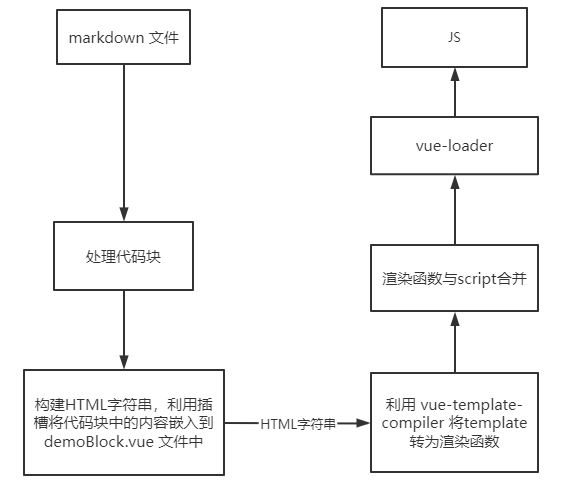 markdown 文件
处理代码块
构建HTML字符串，利用插
槽将代码块中的内容嵌入到
demoBlock.vue 文件中
HTML字符串
利用 vue-template-
compiler 将template
转为渲染函数
渲染函数与script合并
vue-loader
JS